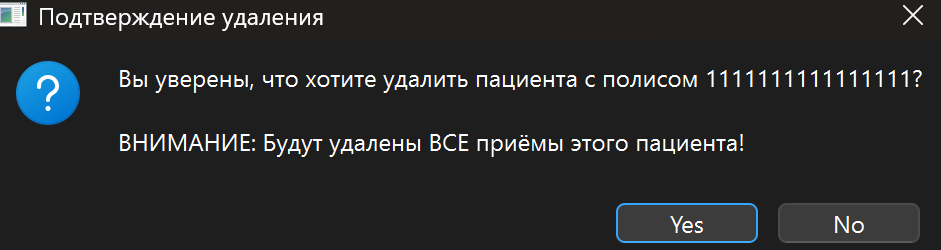 Подтверждение удаления
Вы уверены, что хотите удалить пациента с полисом 1111111111111111?
ВНИМАНИЕ: Будут удалены ВСЕ приёмы этого пациента!
Yes
No